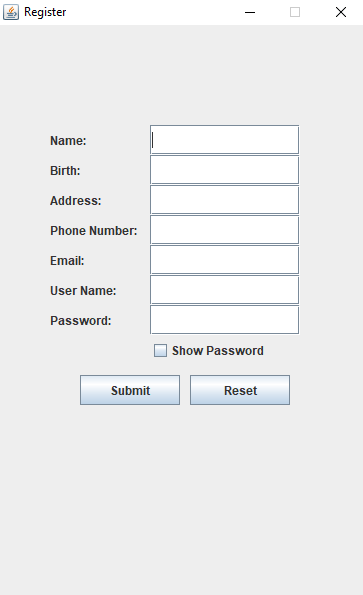 Register
Name:
Birth:
Address:
Phone Number:
Email:
User Name:
Password:
Show Password
Submit Reset